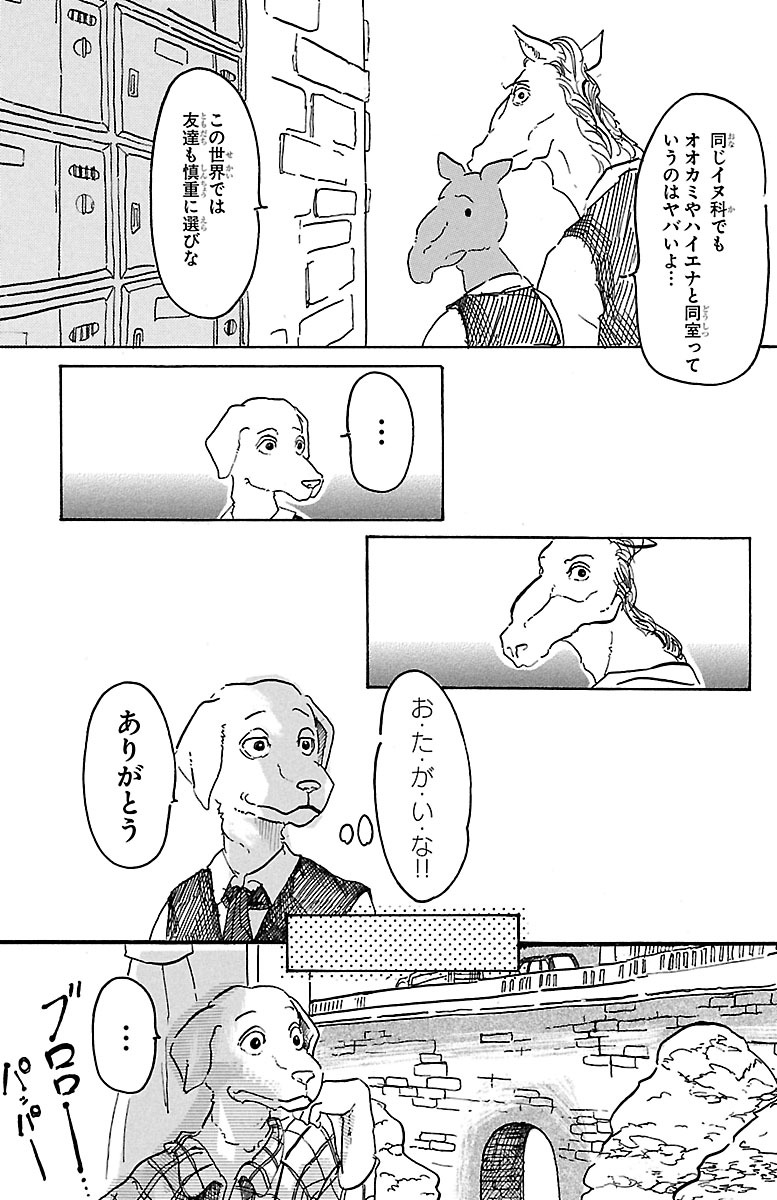 同じイヌ科でも
オオカミやハイエナと同室って
いうのはヤバいよ…
この世界では
友達も慎重に選びな
…
お・た・が・い・な!!
ありがとう
…
ブロロー…
パッパー